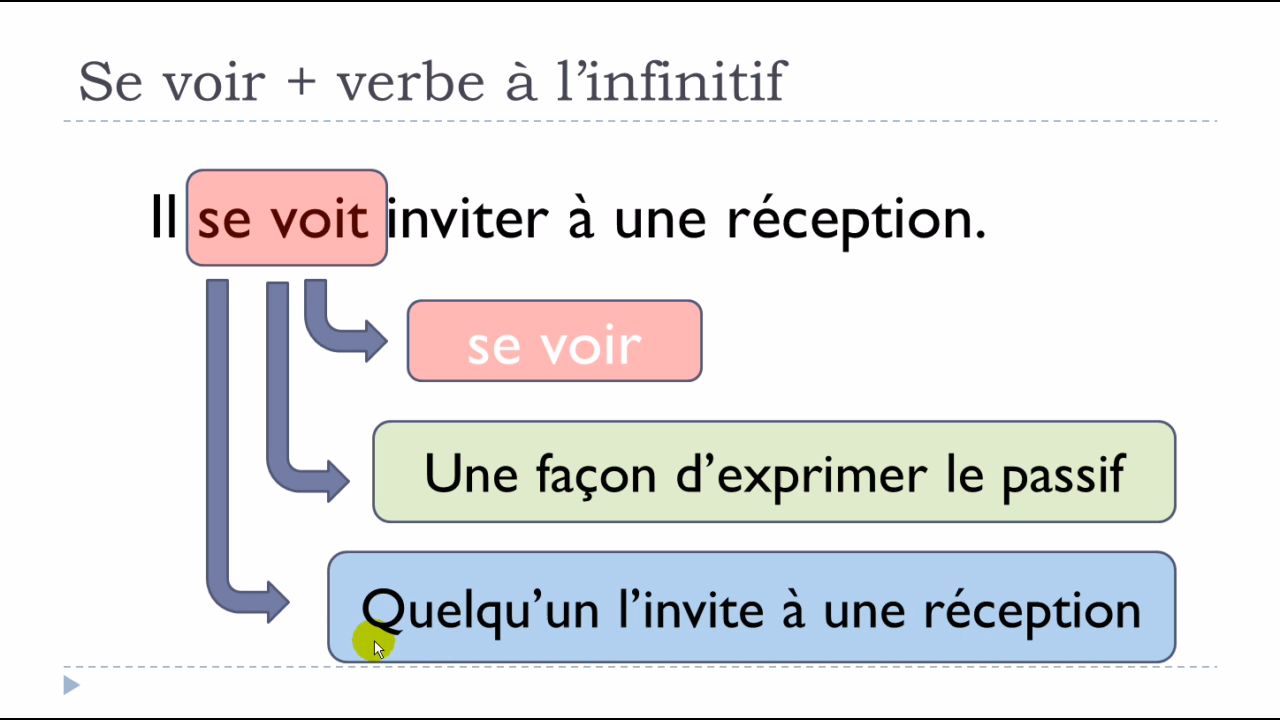 Se voir + verbe à l’infinitif
Il se voit inviter à une réception.
se voir
Une façon d’exprimer le passif
Quelqu’un l’invite à une réception